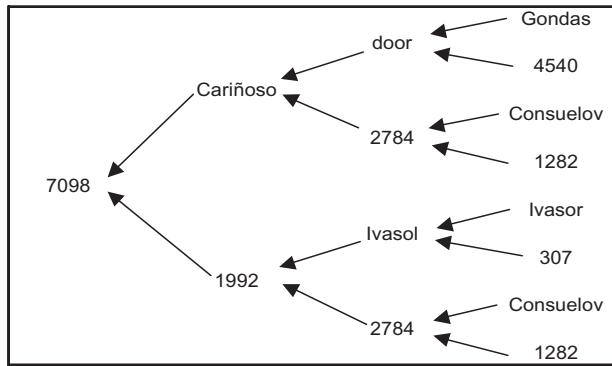 Gondas
door
4540
Cariñoso
Consuelov
2784
1282
7098
Ivasor
Ivasol
307
1992
Consuelov
2784
1282